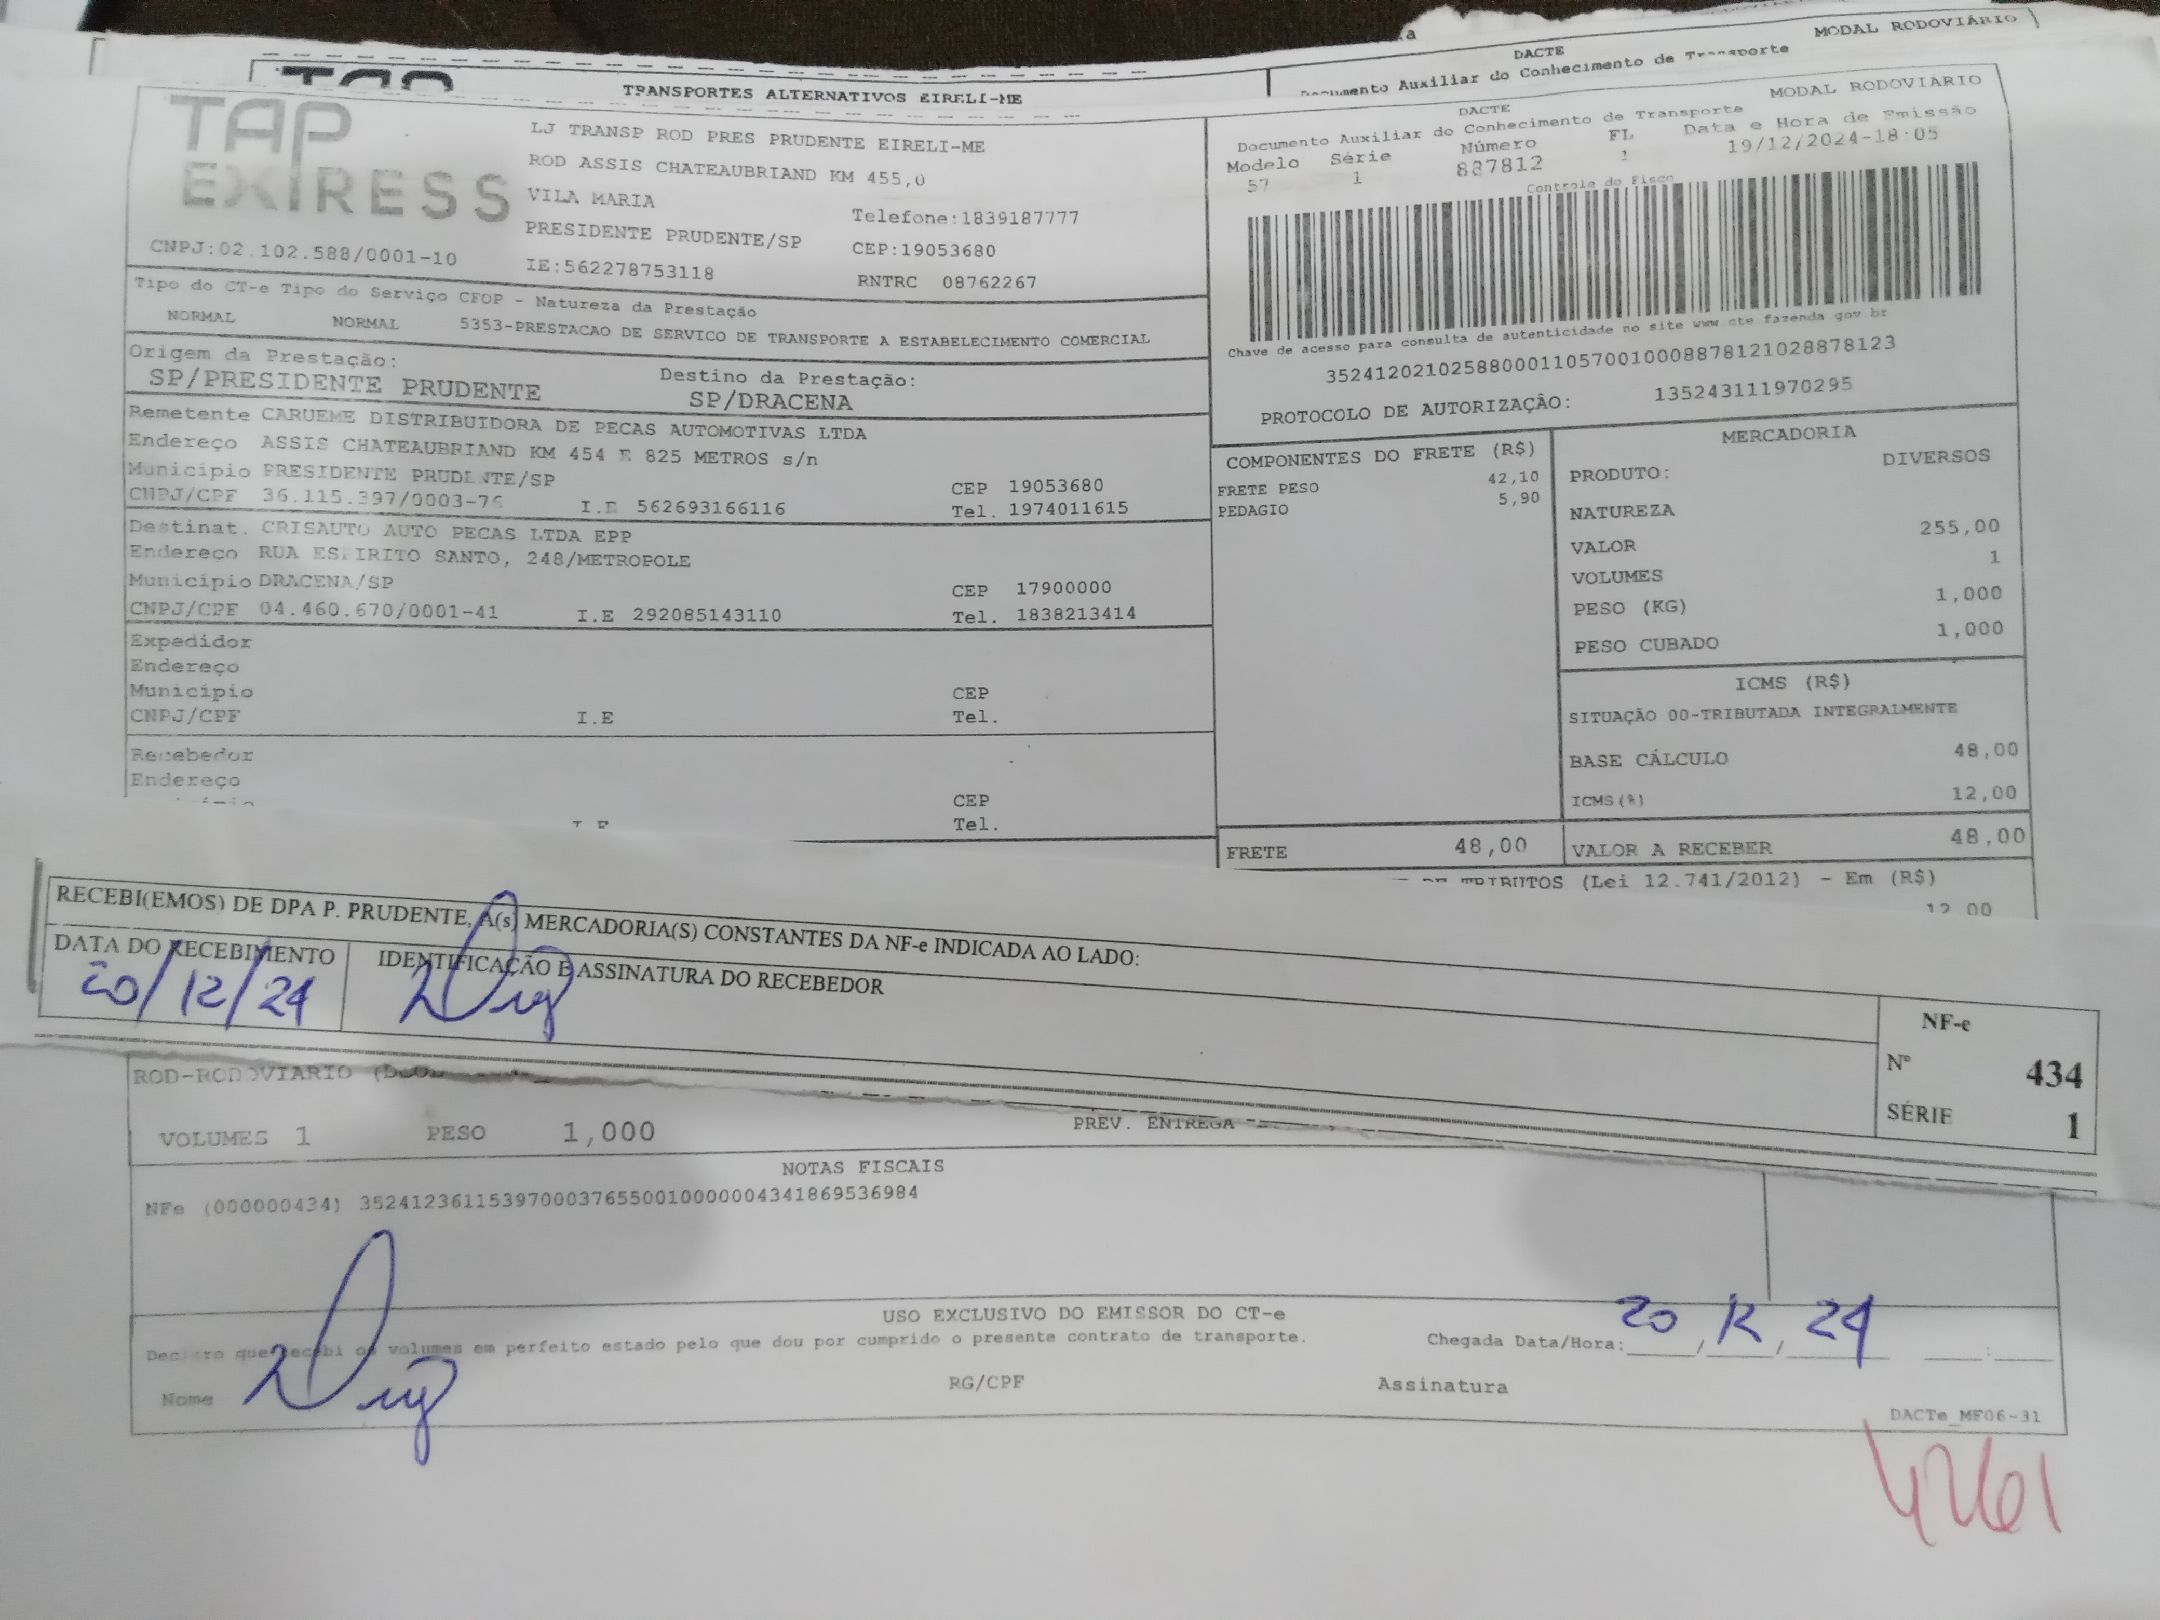 MODAL RODOVIÁRIO
DACTE
Documento Auxiliar do Conhecimento de Transporte
TRANSPORTES ALTERNATIVOS EIRELI-ME
TAP
EXPRESS
CNPJ:02.102.588/0001-10
LJ TRANSP ROD PRES PRUDENTE EIRELI-ME
ROD ASSIS CHATEAUBRIAND KM 455,0
VILA MARIA
Telefone:1839187777
PRESIDENTE PRUDENTE/SP
CEP:19053680
IE:562278753118
RNTRC 08762267
MODAL RODOVIARIO
DACTE
Documento Auxiliar do Conhecimento de Transporte
Modelo Série Número FL Data e Hora de Emissão
57 1 887812 1 19/12/2024-18:05
Controle do Fisco
Chave de acesso para consulta de autenticidade no site www.cte.fazenda.gov.br
35241202102588000110570010008878121028878123
PROTOCOLO DE AUTORIZAÇÃO: 135243111970295
Tipo do CT-e Tipo do Serviço CFOP - Natureza da Prestação
NORMAL NORMAL 5353-PRESTACAO DE SERVICO DE TRANSPORTE A ESTABELECIMENTO COMERCIAL
Origem da Prestação: Destino da Prestação:
SP/PRESIDENTE PRUDENTE SP/DRACENA
Remetente CARUEME DISTRIBUIDORA DE PECAS AUTOMOTIVAS LTDA
Endereço ASSIS CHATEAUBRIAND KM 454 E 825 METROS s/n
Município PRESIDENTE PRUDENTE/SP CEP 19053680
CNPJ/CPF 36.115.397/0003-76 I.E 562693166116 Tel. 1974011615
Destinat. CRISAUTO AUTO PECAS LTDA EPP
Endereco RUA ESPIRITO SANTO, 248/METROPOLE
Município DRACENA/SP CEP 17900000
CNPJ/CPF 04.460.670/0001-41 I.E 292085143110 Tel. 1838213414
Expedidor
Endereço
Município CEP
CNPJ/CPF I.E Tel.
Recebedor
Endereço
CEP
Tel.
COMPONENTES DO FRETE (R$)
FRETE PESO 42,10
PEDAGIO 5,90
FRETE 48,00
MERCADORIA
PRODUTO: DIVERSOS
NATUREZA
VALOR 255,00
VOLUMES 1
PESO (KG) 1,000
PESO CUBADO 1,000
ICMS (R$)
SITUAÇÃO 00-TRIBUTADA INTEGRALMENTE
BASE CÁLCULO 48,00
ICMS(%) 12,00
VALOR A RECEBER 48,00
DE TRIBUTOS (Lei 12.741/2012) - Em (R$)
12,00
RECEBI(EMOS) DE DPA P. PRUDENTE, A(s) MERCADORIA(S) CONSTANTES DA NF-e INDICADA AO LADO:
DATA DO RECEBIMENTO IDENTIFICAÇÃO E ASSINATURA DO RECEBEDOR
20/12/24
NF-e
Nº 434
SÉRIE 1
ROD-RODOVIARIO
VOLUMES 1 PESO 1,000 PREV. ENTREGA
NOTAS FISCAIS
NFe (000000434) 35241236115397000376550010000004341869536984
USO EXCLUSIVO DO EMISSOR DO CT-e
Declaro que recebi os volumes em perfeito estado pelo que dou por cumprido o presente contrato de transporte. Chegada Data/Hora: 20/12/24 :
Nome RG/CPF Assinatura
DACTe_MF06-31
4261